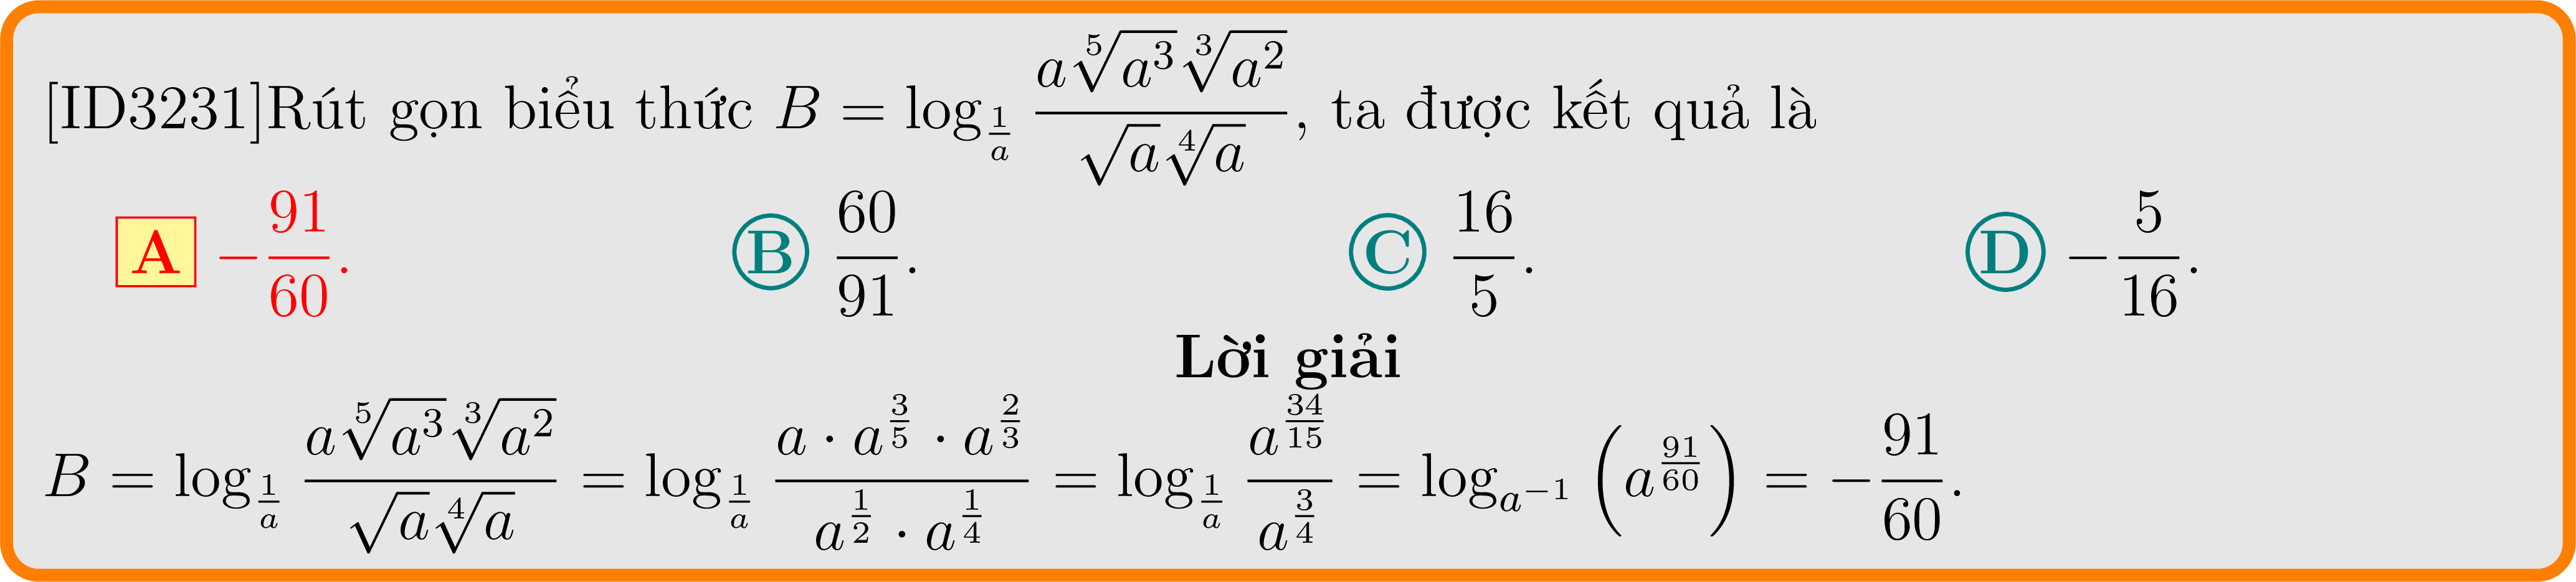 [ID3231]Rút gọn biểu thức $B = \log_{\frac{1}{a}} \frac{a\sqrt[5]{a^3}\sqrt[3]{a^2}}{\sqrt{a}\sqrt[4]{a}}$, ta được kết quả là
A $-\frac{91}{60}$. B $\frac{60}{91}$. C $\frac{16}{5}$. D $-\frac{5}{16}$.
Lời giải
$B = \log_{\frac{1}{a}} \frac{a\sqrt[5]{a^3}\sqrt[3]{a^2}}{\sqrt{a}\sqrt[4]{a}} = \log_{\frac{1}{a}} \frac{a \cdot a^{\frac{3}{5}} \cdot a^{\frac{2}{3}}}{a^{\frac{1}{2}} \cdot a^{\frac{1}{4}}} = \log_{\frac{1}{a}} \frac{a^{\frac{34}{15}}}{a^{\frac{3}{4}}} = \log_{a^{-1}} \left( a^{\frac{91}{60}} \right) = -\frac{91}{60}$.